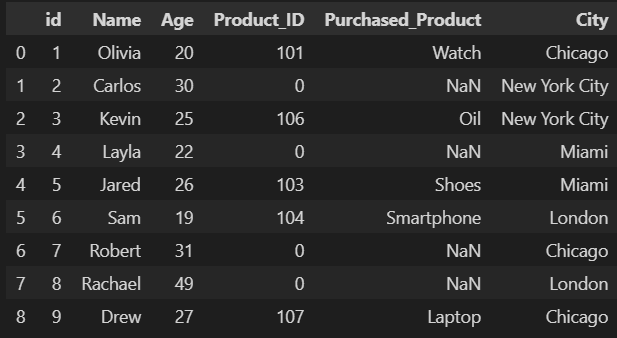 id Name Age Product_ID Purchased_Product City
0 1 Olivia 20 101 Watch Chicago
1 2 Carlos 30 0 NaN New York City
2 3 Kevin 25 106 Oil New York City
3 4 Layla 22 0 NaN Miami
4 5 Jared 26 103 Shoes Miami
5 6 Sam 19 104 Smartphone London
6 7 Robert 31 0 NaN Chicago
7 8 Rachael 49 0 NaN London
8 9 Drew 27 107 Laptop Chicago